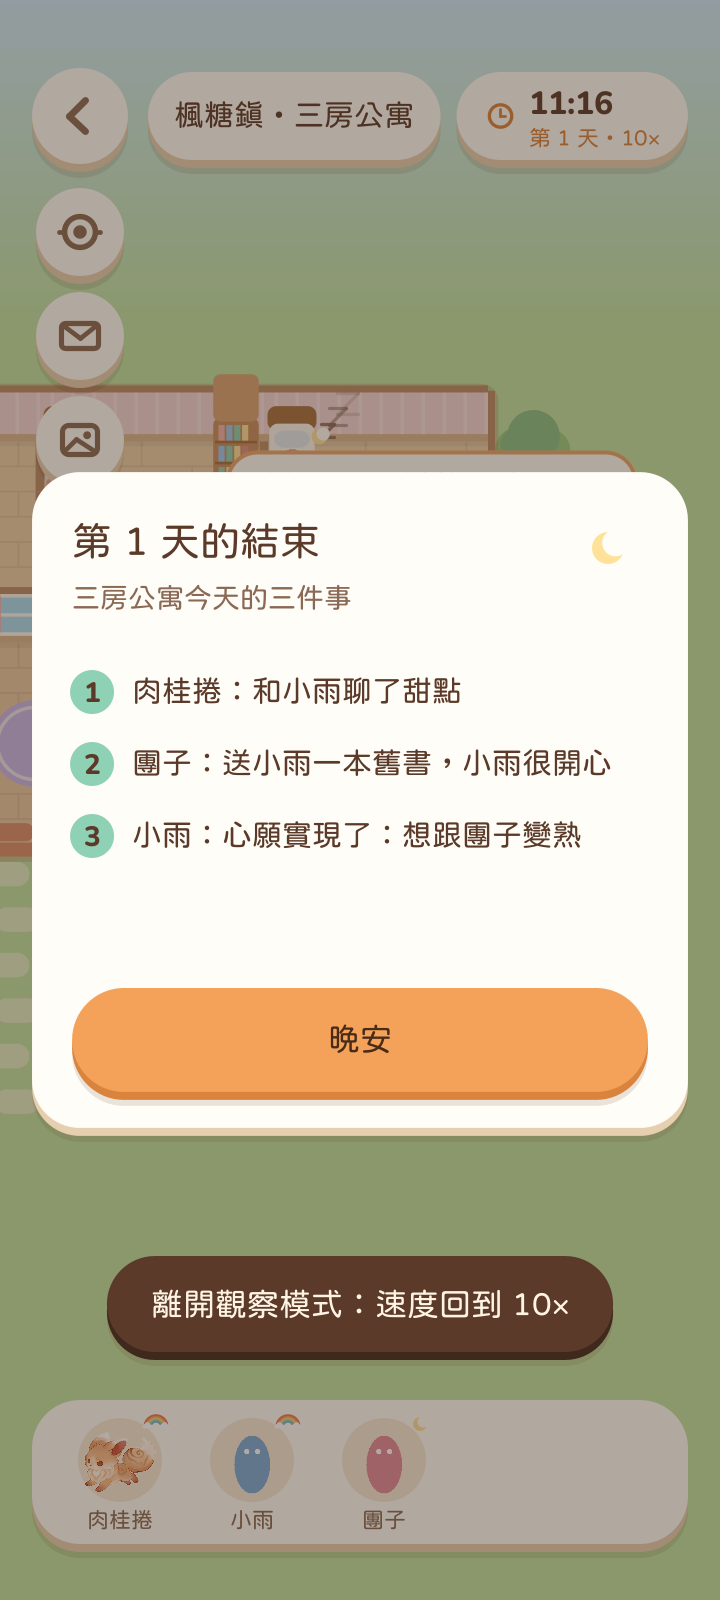 楓糖鎮・三房公寓
11:16
第 1 天・10×
第 1 天的結束
三房公寓今天的三件事
1 肉桂捲：和小雨聊了甜點
2 團子：送小雨一本舊書，小雨很開心
3 小雨：心願實現了：想跟團子變熟
晚安
離開觀察模式：速度回到 10×
肉桂捲
小雨
團子